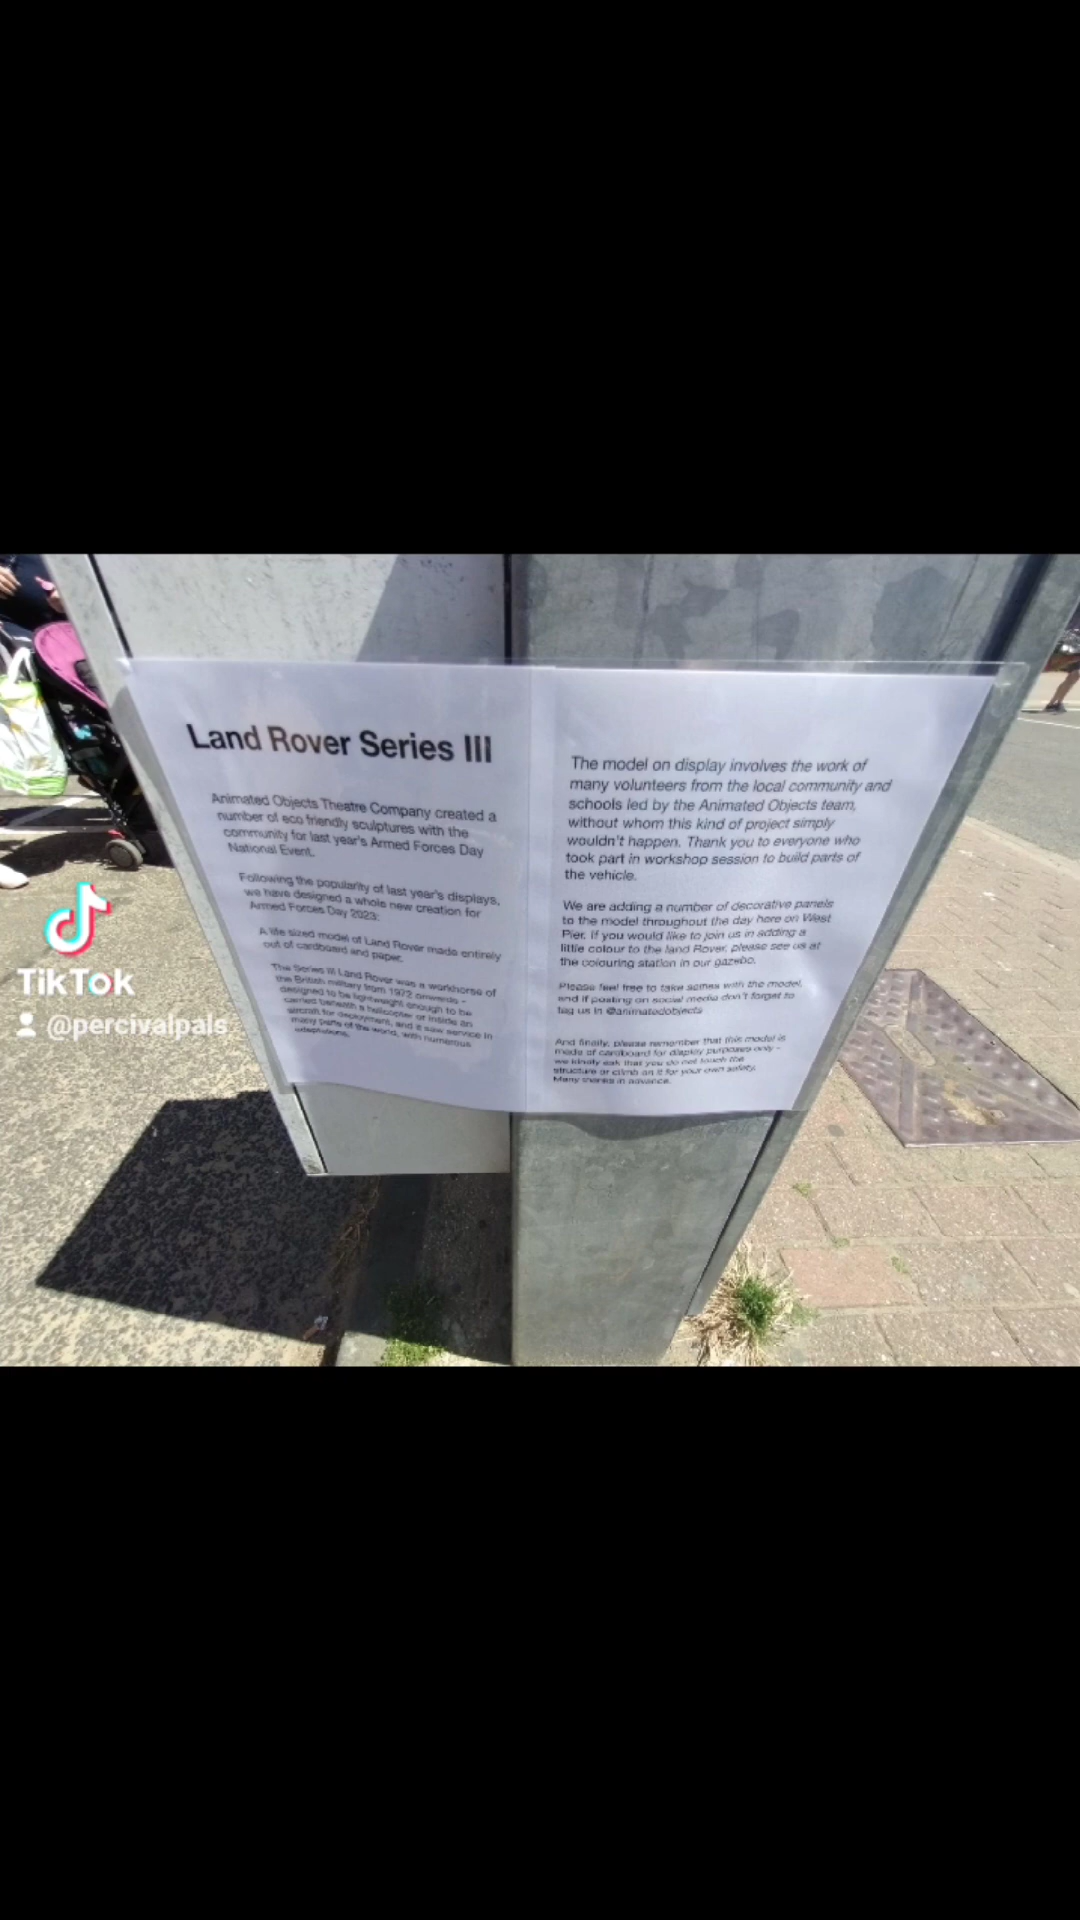 Land Rover Series III
Animated Objects Theatre Company created a
number of eco friendly sculptures with the
community for last year's Armed Forces Day
National Event.
Following the popularity of last year's displays,
we have designed a whole new creation for
Armed Forces Day 2023:
A life sized model of Land Rover made entirely
out of cardboard and paper.
The Series III Land Rover was a workhorse of
the British military from 1972 onwards -
designed to be lightweight enough to be
carried beneath a helicopter or inside an
aircraft for deployment, and it saw service in
many parts of the world, with numerous
adaptations.
The model on display involves the work of
many volunteers from the local community and
schools led by the Animated Objects team,
without whom this kind of project simply
wouldn't happen. Thank you to everyone who
took part in workshop session to build parts of
the vehicle.
We are adding a number of decorative panels
to the model throughout the day here on West
Pier. If you would like to join us in adding a
little colour to the land Rover, please see us at
the colouring station in our gazebo.
Please feel free to take selfies with the model,
and if posting on social media don't forget to
tag us in @animatedobjects
And finally, please remember that this model is
made of cardboard for display purposes only -
we kindly ask that you do not touch the
structure or climb on it for your own safety.
Many thanks in advance.
TikTok
@percivalpals